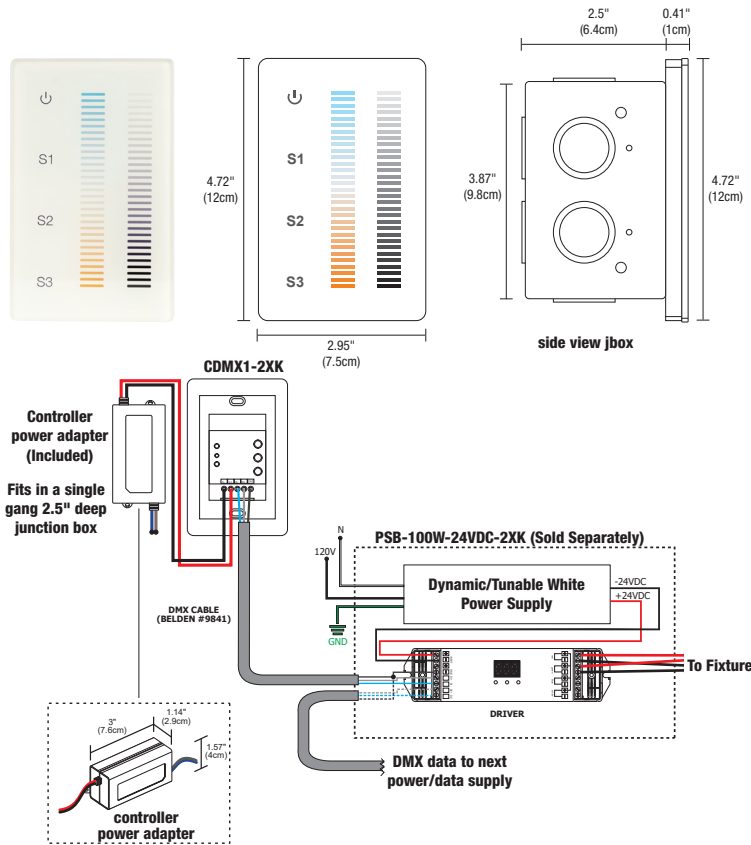 S1
S2
S3
S1
S2
S3
4.72"
(12cm)
2.95"
(7.5cm)
2.5"
(6.4cm)
0.41"
(1cm)
3.87"
(9.8cm)
4.72"
(12cm)
side view jbox
CDMX1-2XK
Controller
power adapter
(Included)
Fits in a single
gang 2.5" deep
junction box
DMX CABLE
(BELDEN #9841)
N
120V
GND
PSB-100W-24VDC-2XK (Sold Separately)
Dynamic/Tunable White
Power Supply
-24VDC
+24VDC
To Fixture
DRIVER
DMX data to next
power/data supply
3"
(7.6cm)
1.14"
(2.9cm)
1.57"
(4cm)
controller
power adapter